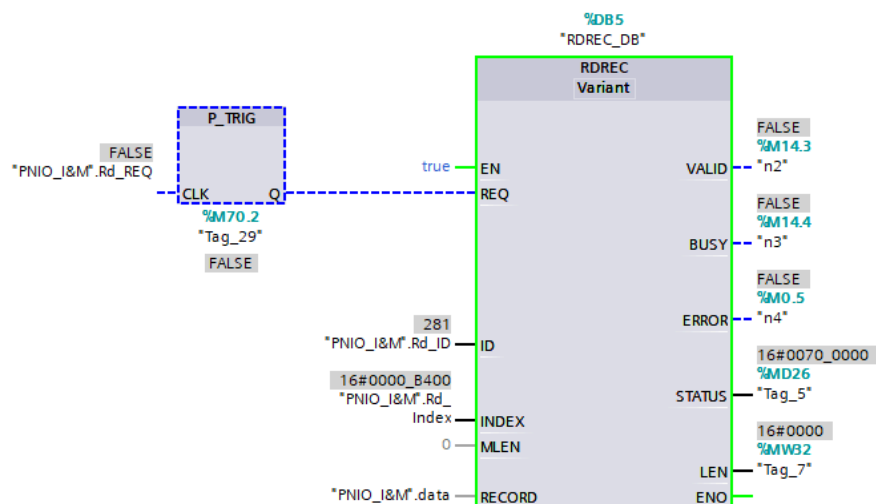 %DB5
"RDREC_DB"
RDREC
Variant
P_TRIG
FALSE
"PNIO_I&M".Rd_REQ
CLK
Q
%M70.2
"Tag_29"
FALSE
true
EN
REQ
281
"PNIO_I&M".Rd_ID
ID
16#0000_B400
"PNIO_I&M".Rd_
Index
INDEX
0
MLEN
"PNIO_I&M".data
RECORD
FALSE
%M14.3
VALID
"n2"
FALSE
%M14.4
BUSY
"n3"
FALSE
%M0.5
ERROR
"n4"
16#0070_0000
%MD26
STATUS
"Tag_5"
16#0000
%MW32
LEN
"Tag_7"
ENO